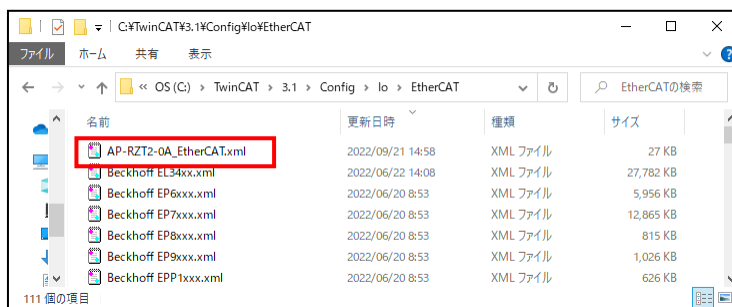 C:¥TwinCAT¥3.1¥Config¥Io¥EtherCAT
ファイル ホーム 共有 表示
« OS (C:) › TwinCAT › 3.1 › Config › Io › EtherCAT EtherCATの検索
名前 更新日時 種類 サイズ
AP-RZT2-0A_EtherCAT.xml 2022/09/21 14:58 XML ファイル 27 KB
Beckhoff EL34xx.xml 2022/06/22 14:08 XML ファイル 27,782 KB
Beckhoff EP6xxx.xml 2022/06/20 8:53 XML ファイル 5,956 KB
Beckhoff EP7xxx.xml 2022/06/20 8:53 XML ファイル 12,865 KB
Beckhoff EP8xxx.xml 2022/06/20 8:53 XML ファイル 815 KB
Beckhoff EP9xxx.xml 2022/06/20 8:53 XML ファイル 1,026 KB
Beckhoff EPP1xxx.xml 2022/06/20 8:53 XML ファイル 626 KB
111 個の項目